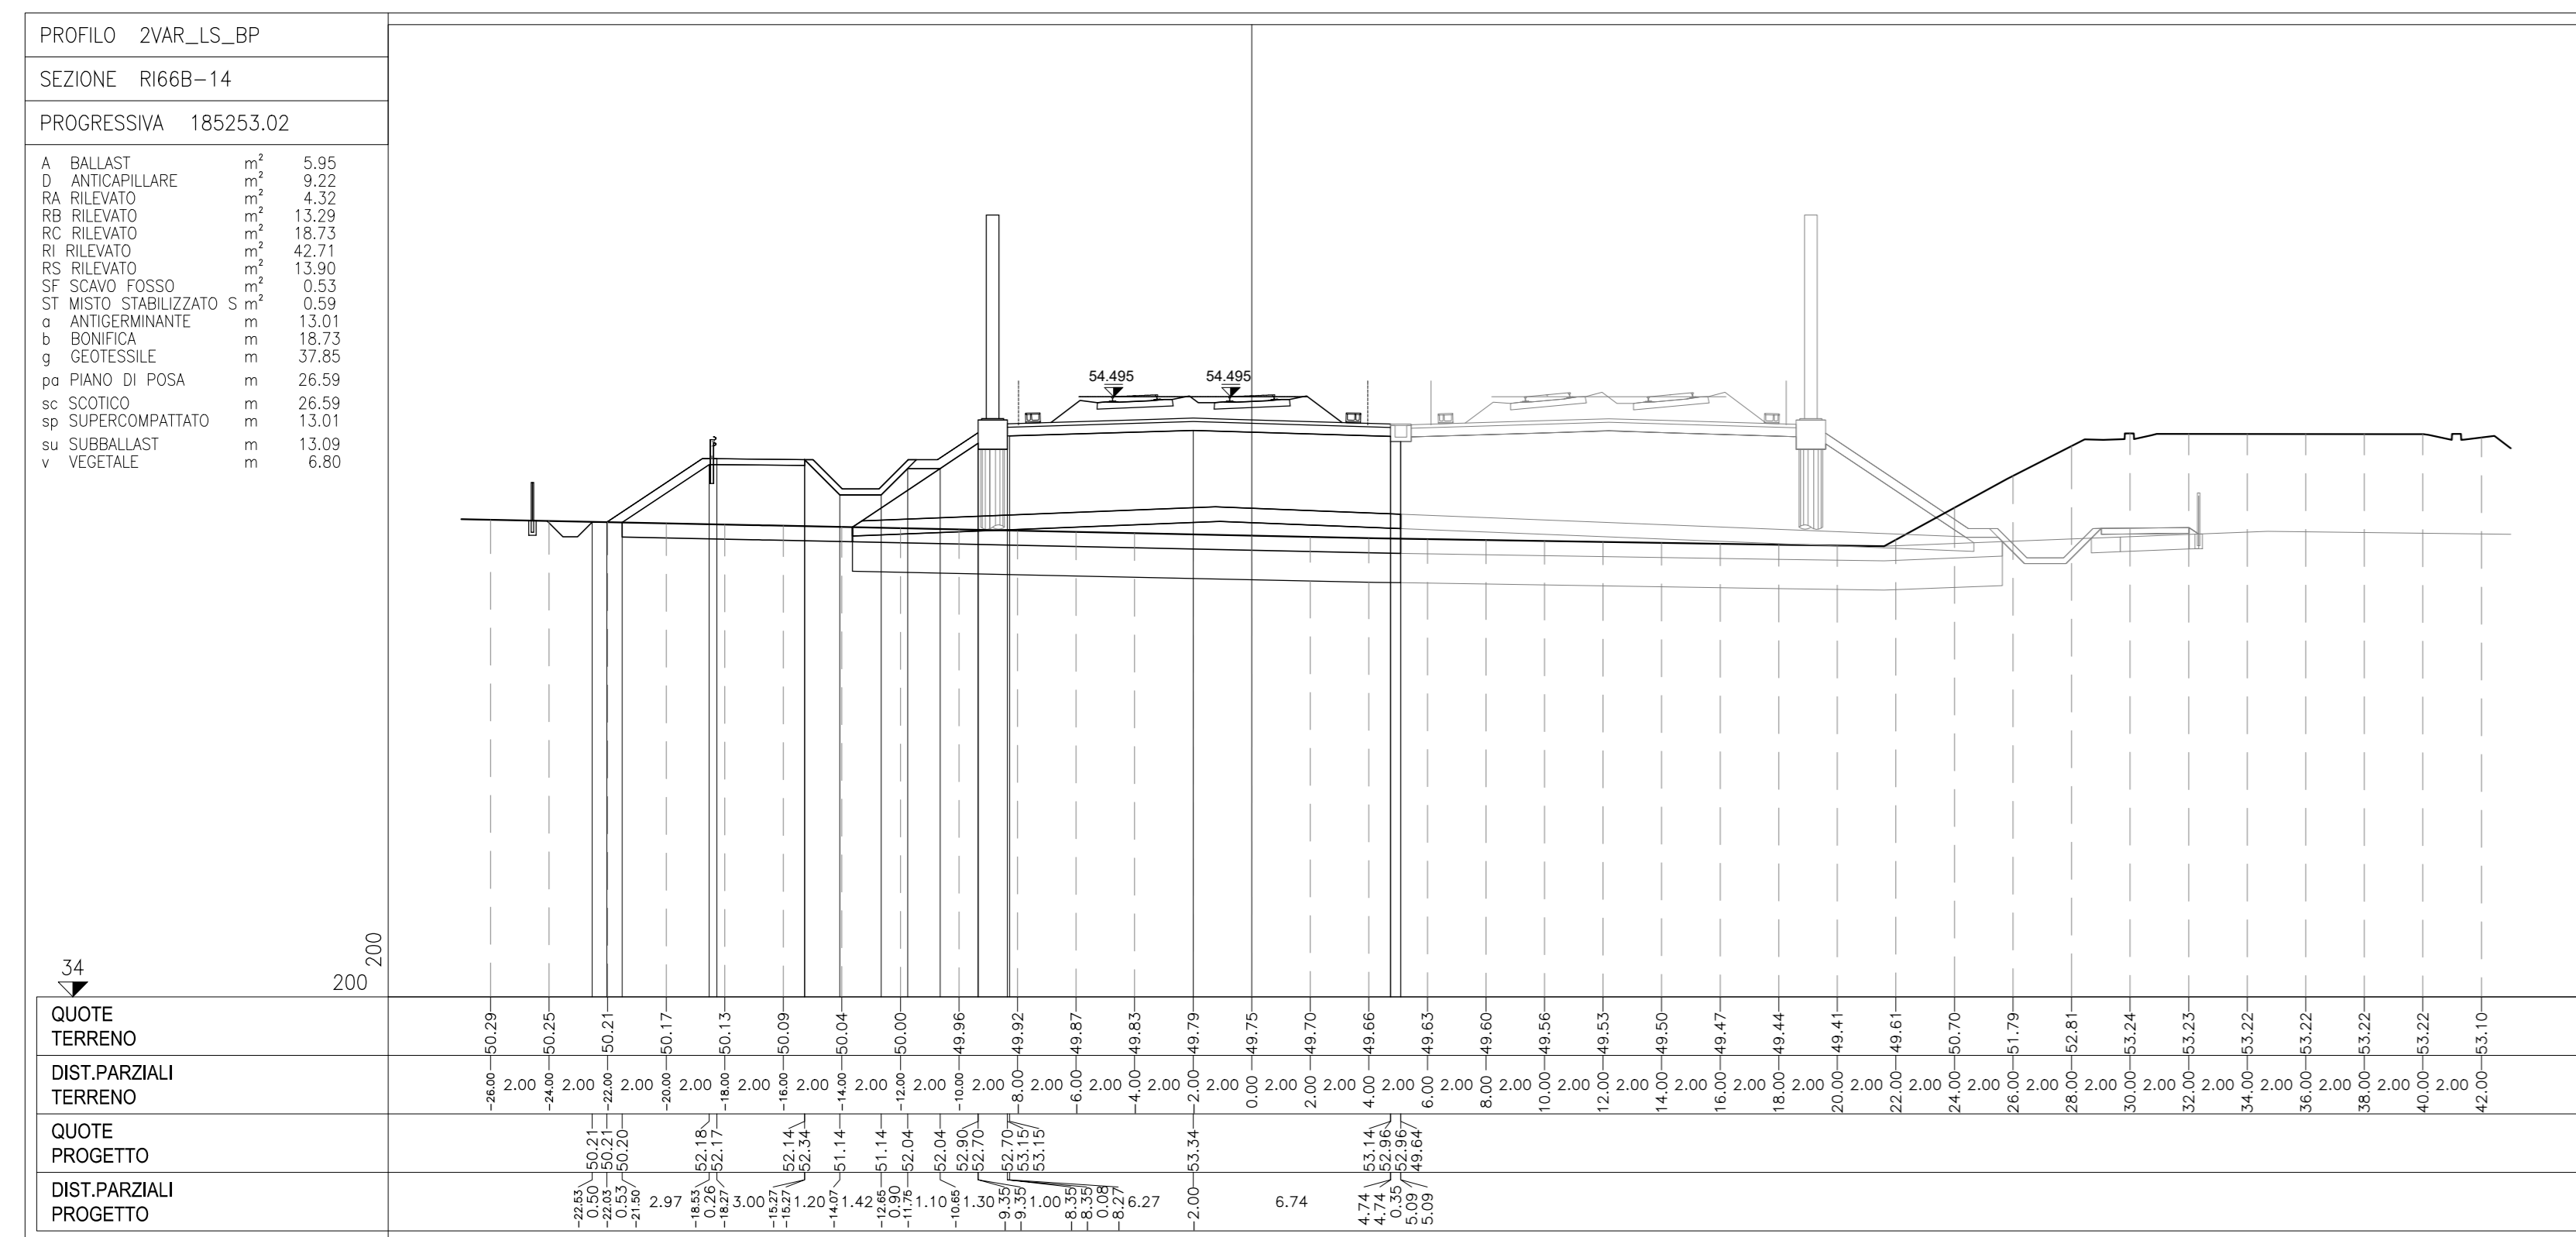 PROFILO 2VAR_LS_BP
SEZIONE RI66B-14
PROGRESSIVA 185253.02
A BALLAST m² 5.95
D ANTICAPILLARE m² 9.22
RA RILEVATO m² 4.32
RB RILEVATO m² 13.29
RC RILEVATO m² 18.73
RI RILEVATO m² 42.71
RS RILEVATO m² 13.90
SF SCAVO FOSSO m² 0.53
ST MISTO STABILIZZATO S m² 0.59
a ANTIGERMINANTE m 13.01
b BONIFICA m 18.73
g GEOTESSILE m 37.85
pa PIANO DI POSA m 26.59
sc SCOTICO m 26.59
sp SUPERCOMPATTATO m 13.01
su SUBBALLAST m 13.09
v VEGETALE m 6.80
54.495 54.495
200
34
200
QUOTE TERRENO
50.29 50.25 50.21 50.17 50.13 50.09 50.04 50.00 49.96 49.92 49.87 49.83 49.79 49.75 49.70 49.66 49.63 49.60 49.56 49.53 49.50 49.47 49.44 49.41 49.61 50.70 51.79 52.81 53.24 53.23 53.22 53.22 53.22 53.22 53.10
DIST.PARZIALI TERRENO
-26.00 2.00 -24.00 2.00 -22.00 2.00 -20.00 2.00 -18.00 2.00 -16.00 2.00 -14.00 2.00 -12.00 2.00 -10.00 2.00 -8.00 2.00 -6.00 2.00 -4.00 2.00 -2.00 2.00 0.00 2.00 2.00 2.00 4.00 2.00 6.00 2.00 8.00 2.00 10.00 2.00 12.00 2.00 14.00 2.00 16.00 2.00 18.00 2.00 20.00 2.00 22.00 2.00 24.00 2.00 26.00 2.00 28.00 2.00 30.00 2.00 32.00 2.00 34.00 2.00 36.00 2.00 38.00 2.00 40.00 2.00 42.00
QUOTE PROGETTO
50.21 50.21 50.20 52.18 52.17 52.14 52.34 51.14 51.14 52.04 52.04 52.90 52.70 52.70 53.15 53.15 53.34 53.14 52.96 52.96 49.64
DIST.PARZIALI PROGETTO
-22.53 0.50 -22.03 0.53 -21.50 2.97 -18.53 0.26 -18.27 3.00 -15.27 -15.27 1.20 -14.07 1.42 -12.65 0.90 -11.75 1.10 -10.65 1.30 -9.35 -9.35 1.00 -8.35 -8.35 0.08 -8.27 6.27 -2.00 6.74 4.74 4.74 0.35 5.09 5.09